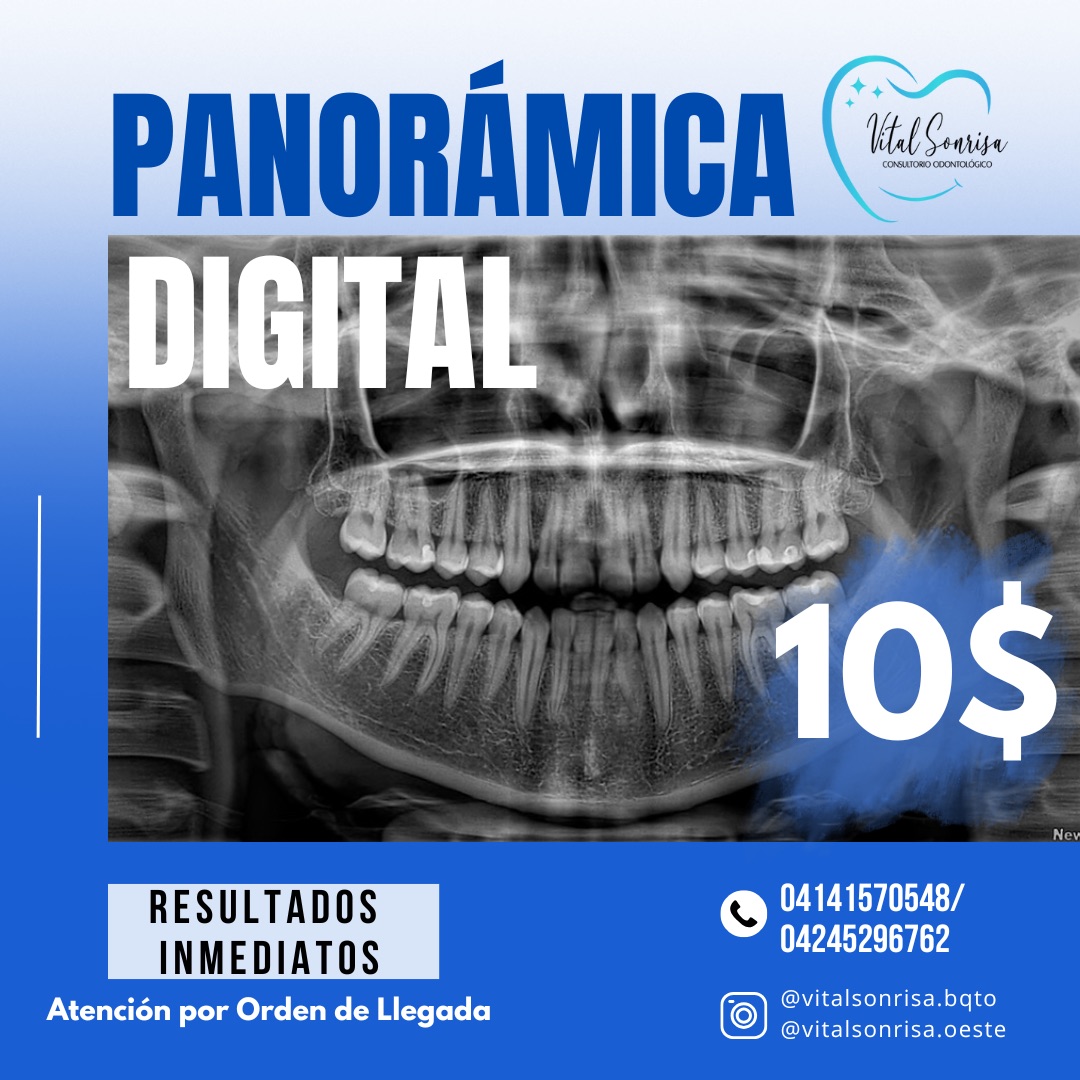 PANORÁMICA
Vital Sonrisa
CONSULTORIO ODONTOLÓGICO
DIGITAL
10$
New
RESULTADOS
INMEDIATOS
Atención por Orden de Llegada
04141570548/
04245296762
@vitalsonrisa.bqto
@vitalsonrisa.oeste